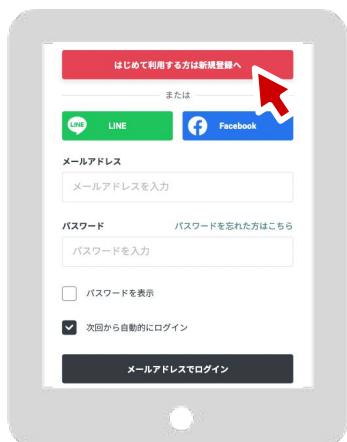 はじめて利用する方は新規登録へ
または
LINE LINE
Facebook
メールアドレス
メールアドレスを入力
パスワード パスワードを忘れた方はこちら
パスワードを入力
パスワードを表示
次回から自動的にログイン
メールアドレスでログイン